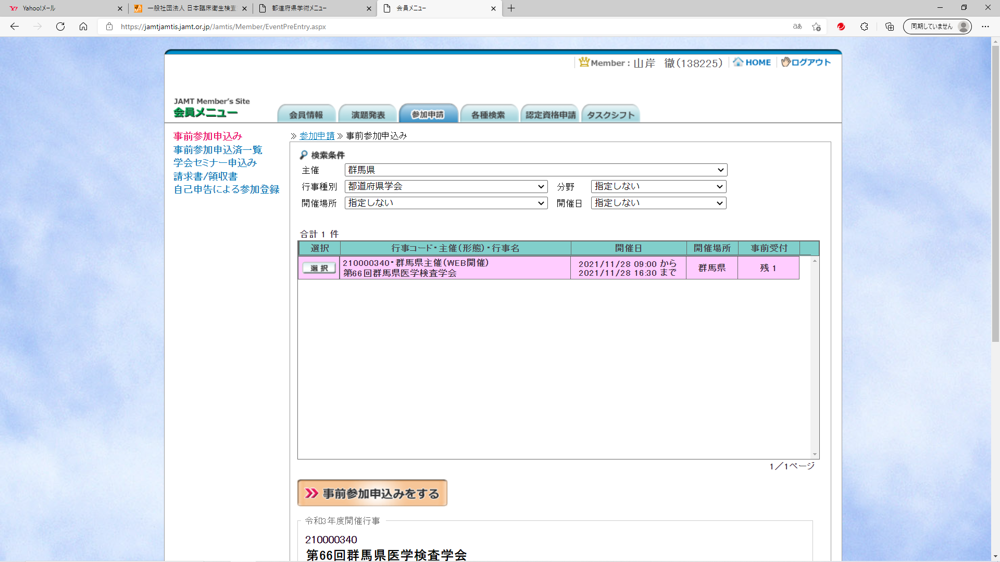 Yahoo!メール
一般社団法人 日本臨床衛生検査
都道府県学術メニュー
会員メニュー
https://jamtjamtis.jamt.or.jp/Jamtis/Member/EventPreEntry.aspx
aあ
同期していません
Member : 山岸 徹(138225)
HOME
ログアウト
JAMT Member's Site
会員メニュー
会員情報
演題発表
参加申請
各種検索
認定資格申請
タスクシフト
事前参加申込み
事前参加申込済一覧
学会セミナー申込み
請求書/領収書
自己申告による参加登録
≫ 参加申請 ≫ 事前参加申込み
検索条件
主催 群馬県
行事種別 都道府県学会 分野 指定しない
開催場所 指定しない 開催日 指定しない
合計 1 件
選択 行事コード・主催(形態)・行事名 開催日 開催場所 事前受付
選 択
210000340・群馬県主催(WEB開催)
第66回群馬県医学検査学会
2021/11/28 09:00 から
2021/11/28 16:30 まで
群馬県
残 1
1/1ページ
事前参加申込みをする
令和3年度開催行事
210000340
第66回群馬県医学検査学会